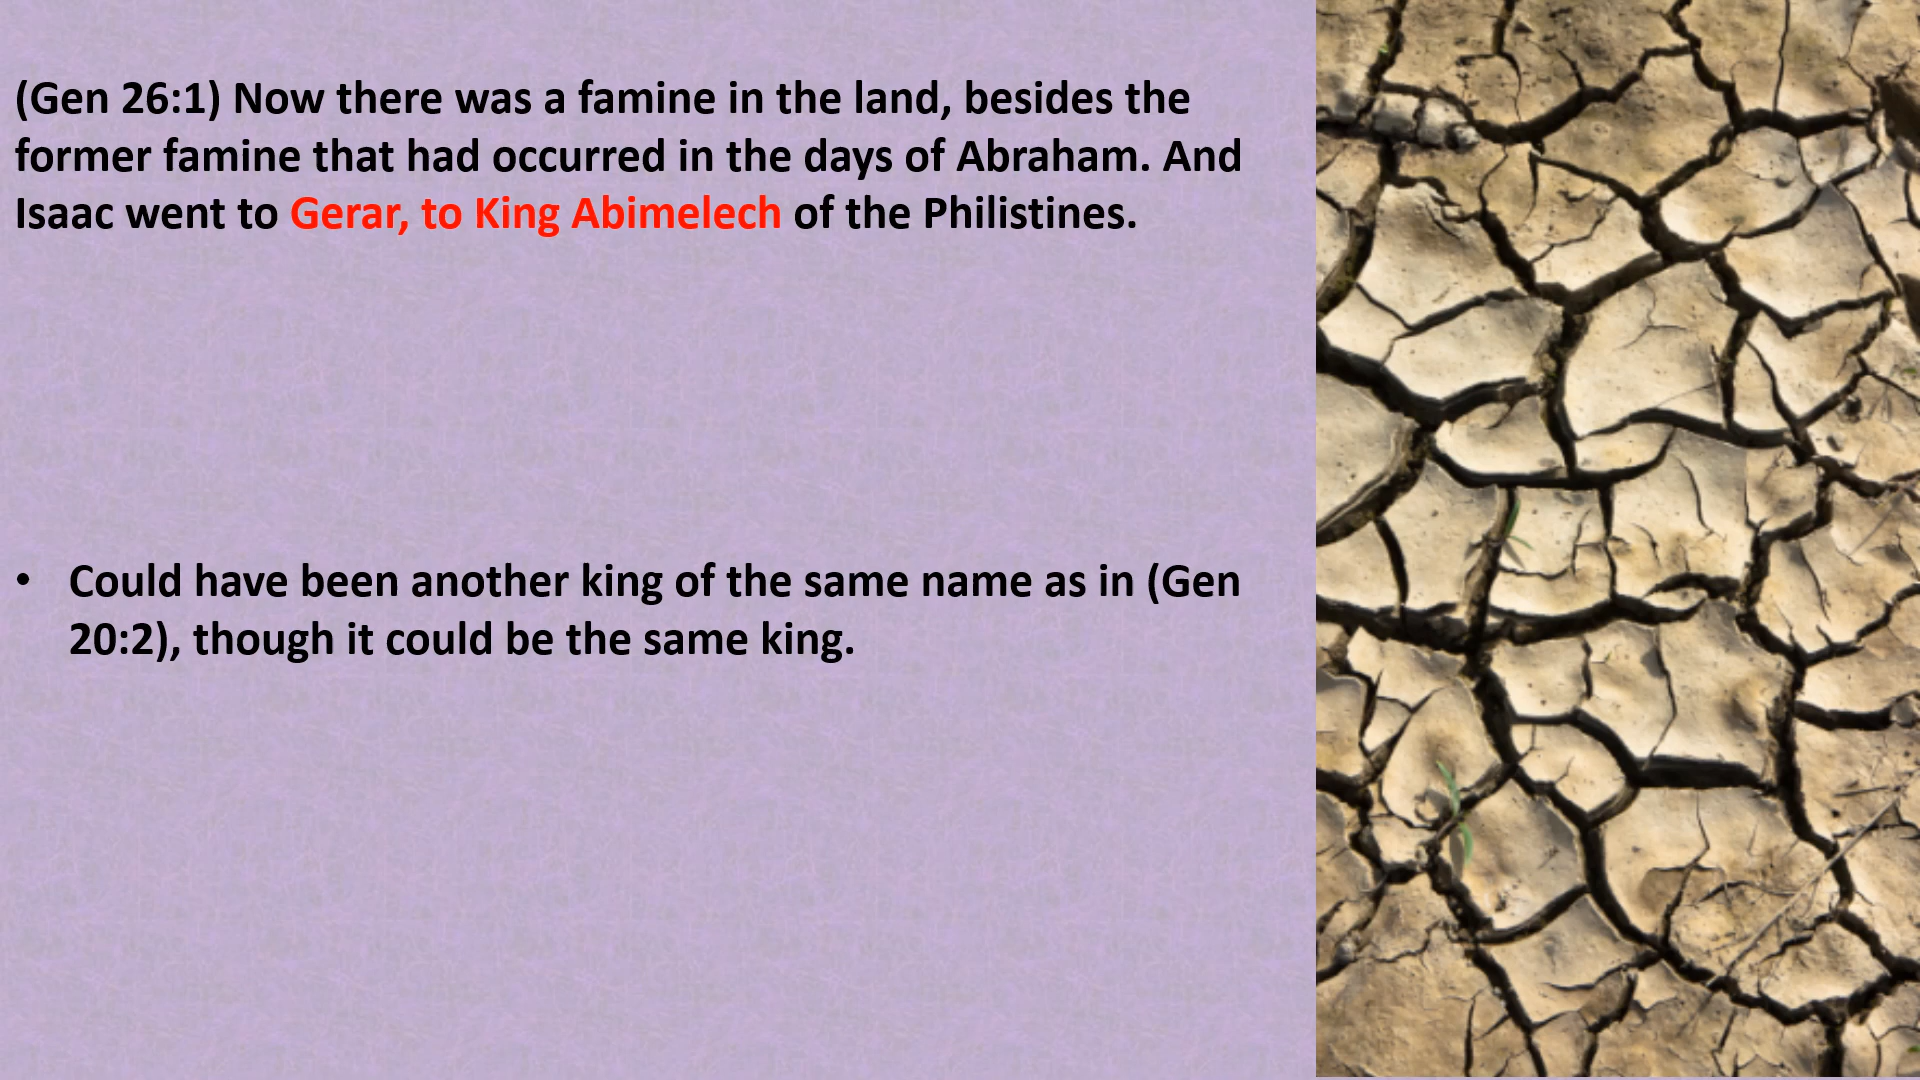 (Gen 26:1) Now there was a famine in the land, besides the
former famine that had occurred in the days of Abraham. And
Isaac went to Gerar, to King Abimelech of the Philistines.
• Could have been another king of the same name as in (Gen
20:2), though it could be the same king.